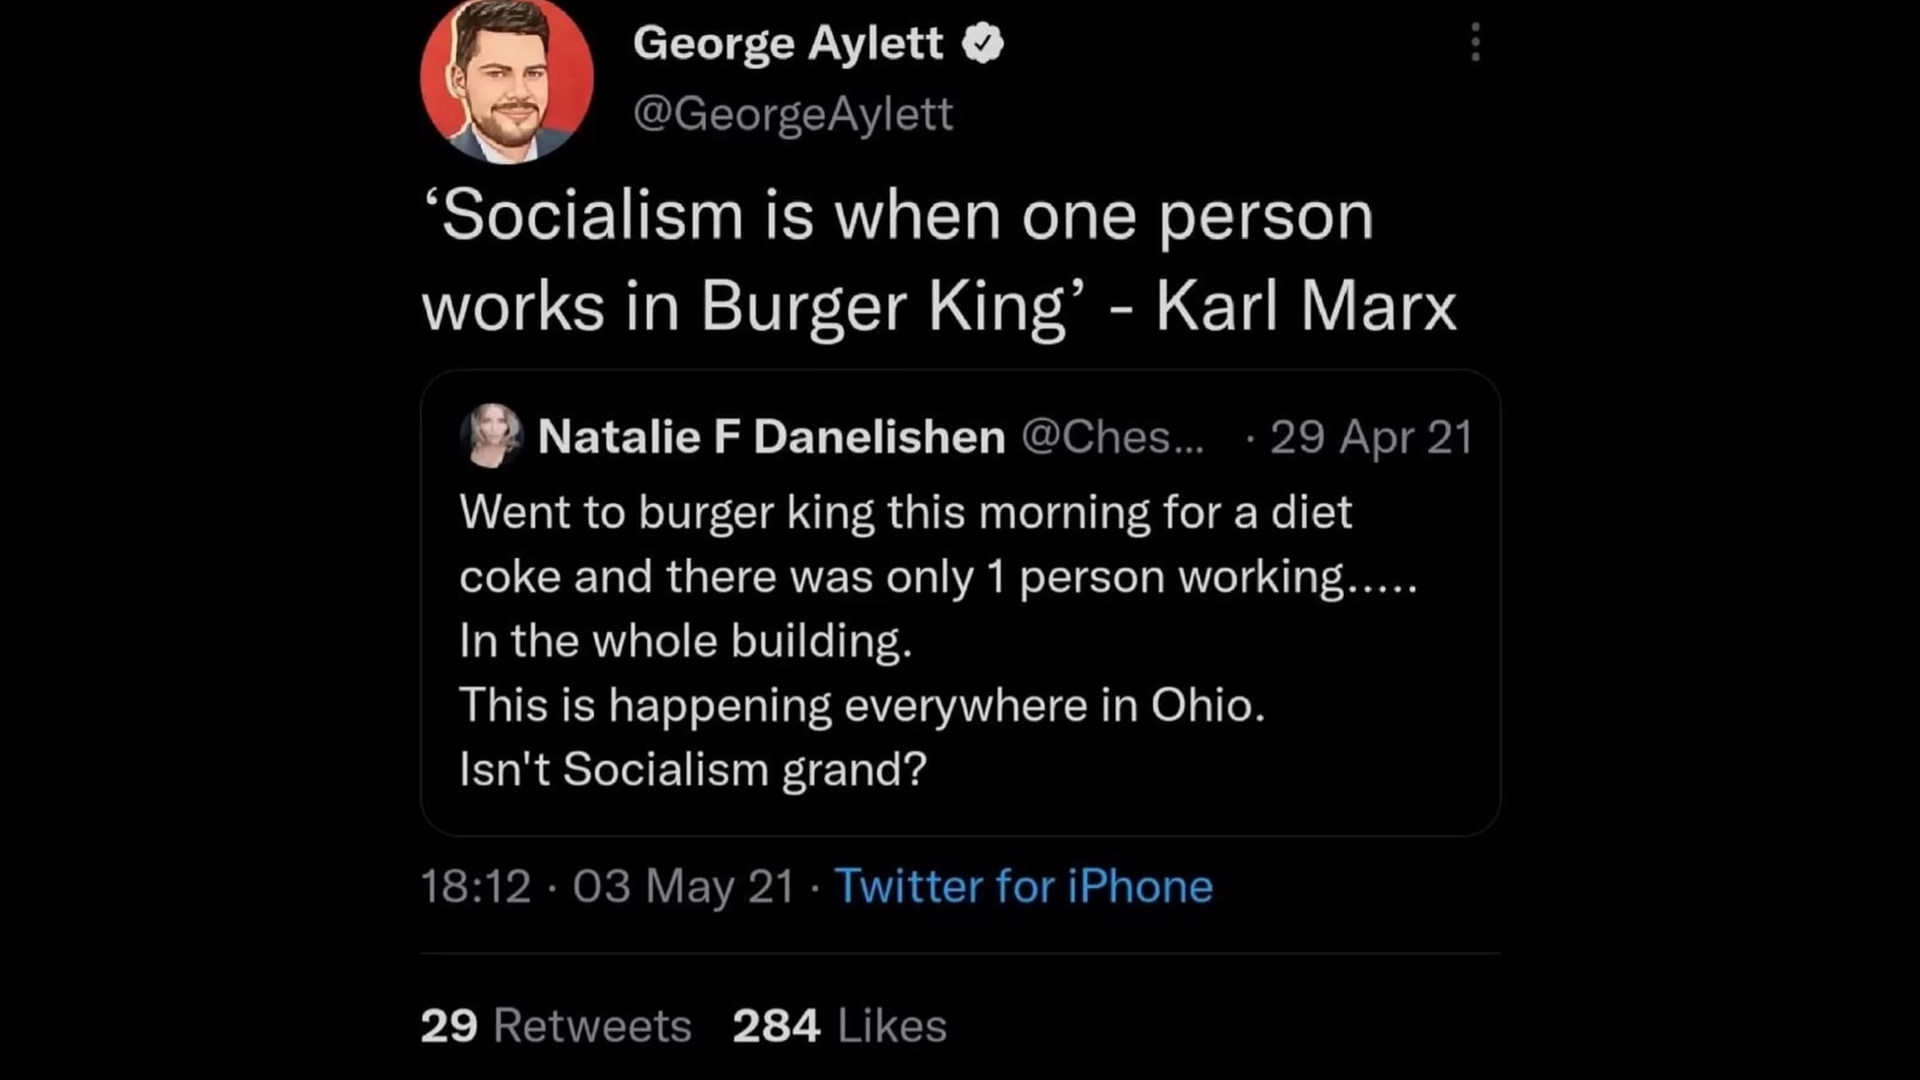 George Aylett
@GeorgeAylett
‘Socialism is when one person
works in Burger King’ - Karl Marx
Natalie F Danelishen @Ches... · 29 Apr 21
Went to burger king this morning for a diet
coke and there was only 1 person working.....
In the whole building.
This is happening everywhere in Ohio.
Isn't Socialism grand?
18:12 · 03 May 21 · Twitter for iPhone
29 Retweets 284 Likes